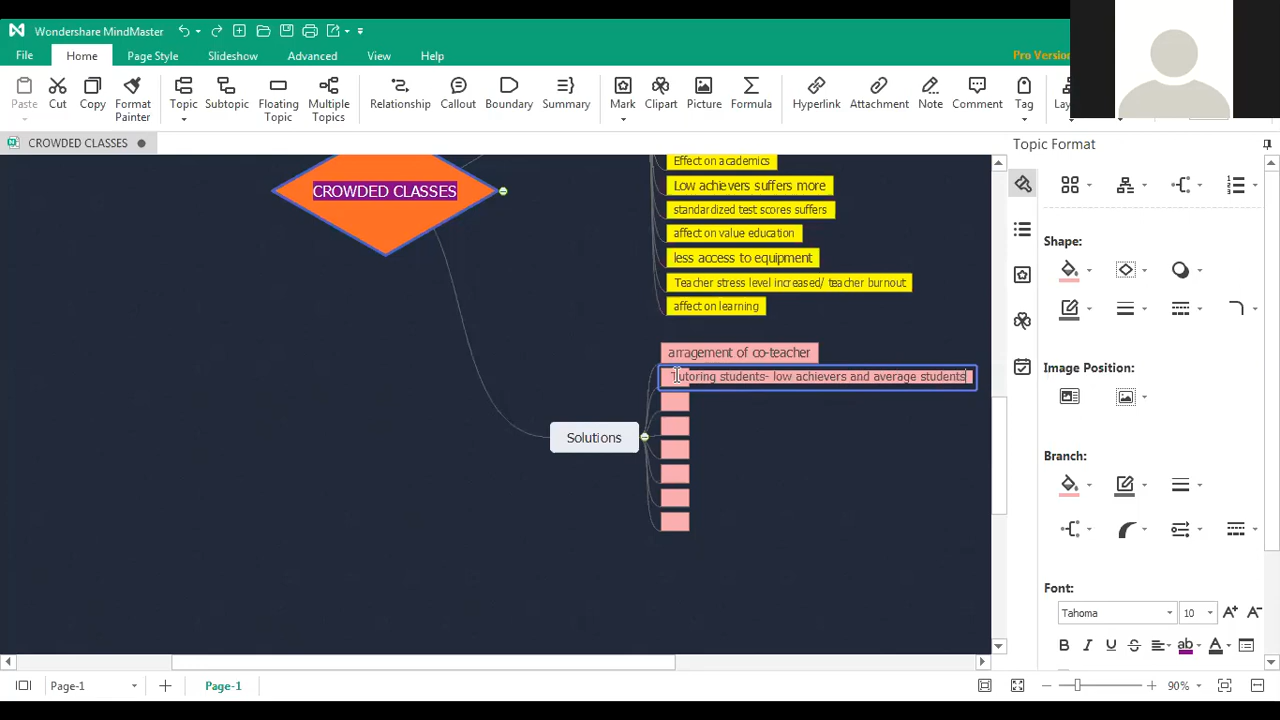 Wondershare MindMaster
File Home Page Style Slideshow Advanced View Help Pro Version
Paste Cut Copy Format Painter Topic Subtopic Floating Topic Multiple Topics Relationship Callout Boundary Summary Mark Clipart Picture Formula Hyperlink Attachment Note Comment Tag
CROWDED CLASSES
Topic Format
CROWDED CLASSES
Effect on academics
Low achievers suffers more
standardized test scores suffers
affect on value education
less access to equipment
Teacher stress level increased/ teacher burnout
affect on learning
Solutions
arragement of co-teacher
Tutoring students- low achievers and average students
Shape:
Image Position:
Branch:
Font:
Tahoma 10 A+ A-
B I U ab A
Page-1 Page-1 90%